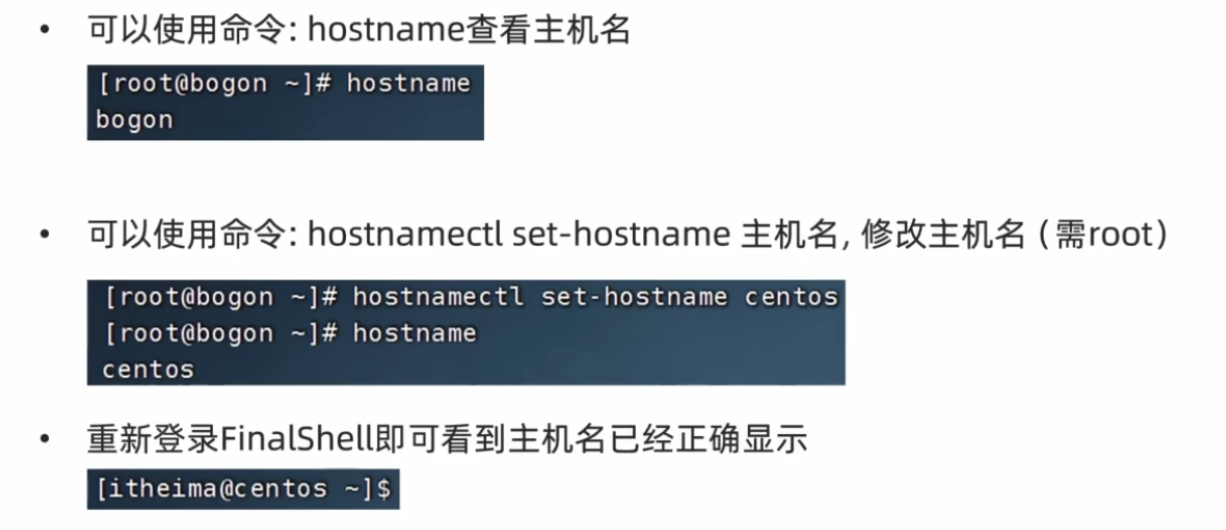 • 可以使用命令: hostname查看主机名
[root@bogon ~]# hostname
bogon
• 可以使用命令: hostnamectl set-hostname 主机名, 修改主机名 (需root)
[root@bogon ~]# hostnamectl set-hostname centos
[root@bogon ~]# hostname
centos
• 重新登录FinalShell即可看到主机名已经正确显示
[itheima@centos ~]$